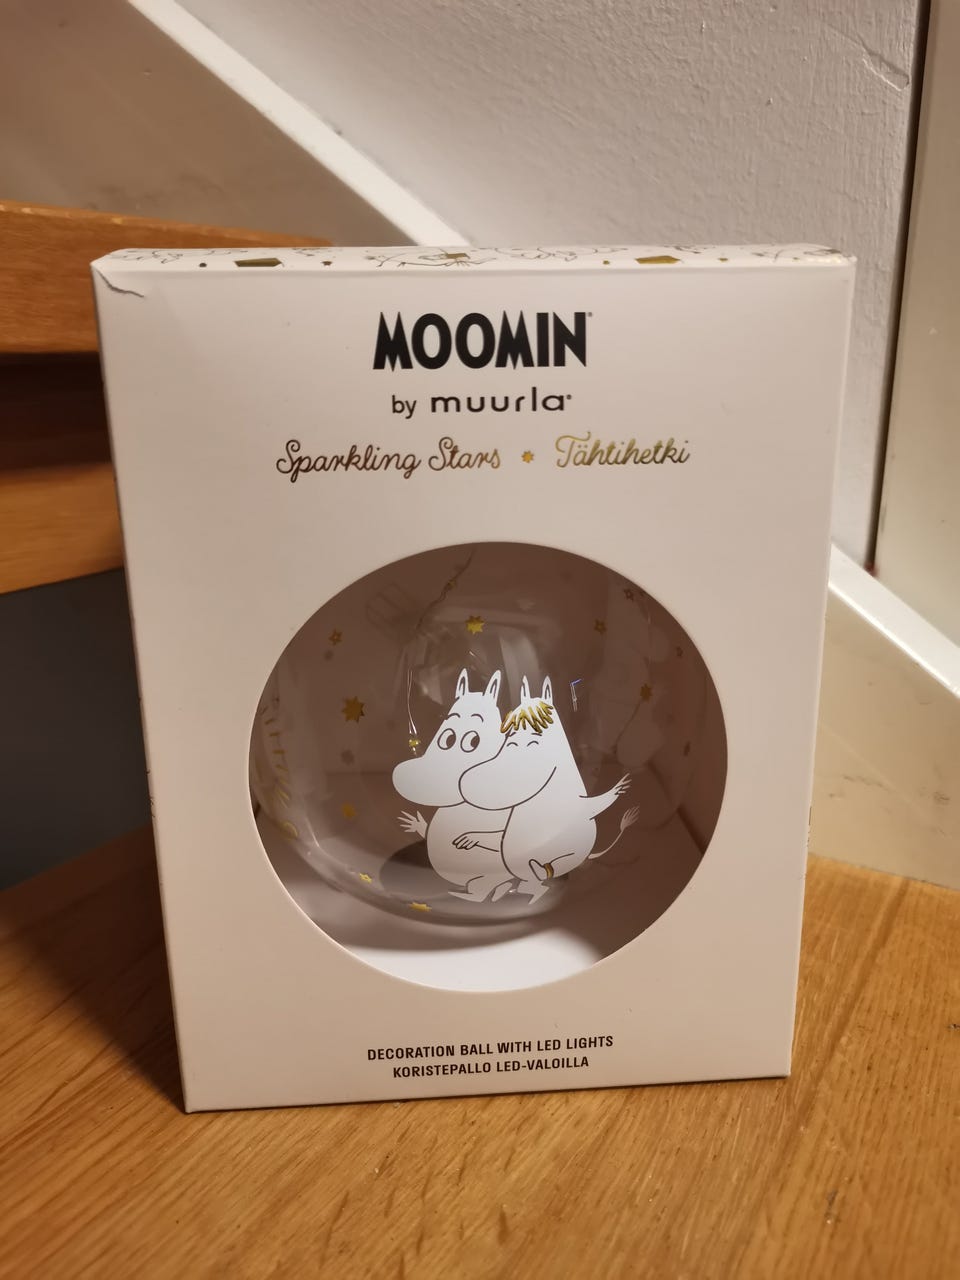 MOOMIN
by muurla®
Sparkling Stars Tähtihetki
DECORATION BALL WITH LED LIGHTS
KORISTEPALLO LED-VALOILLA